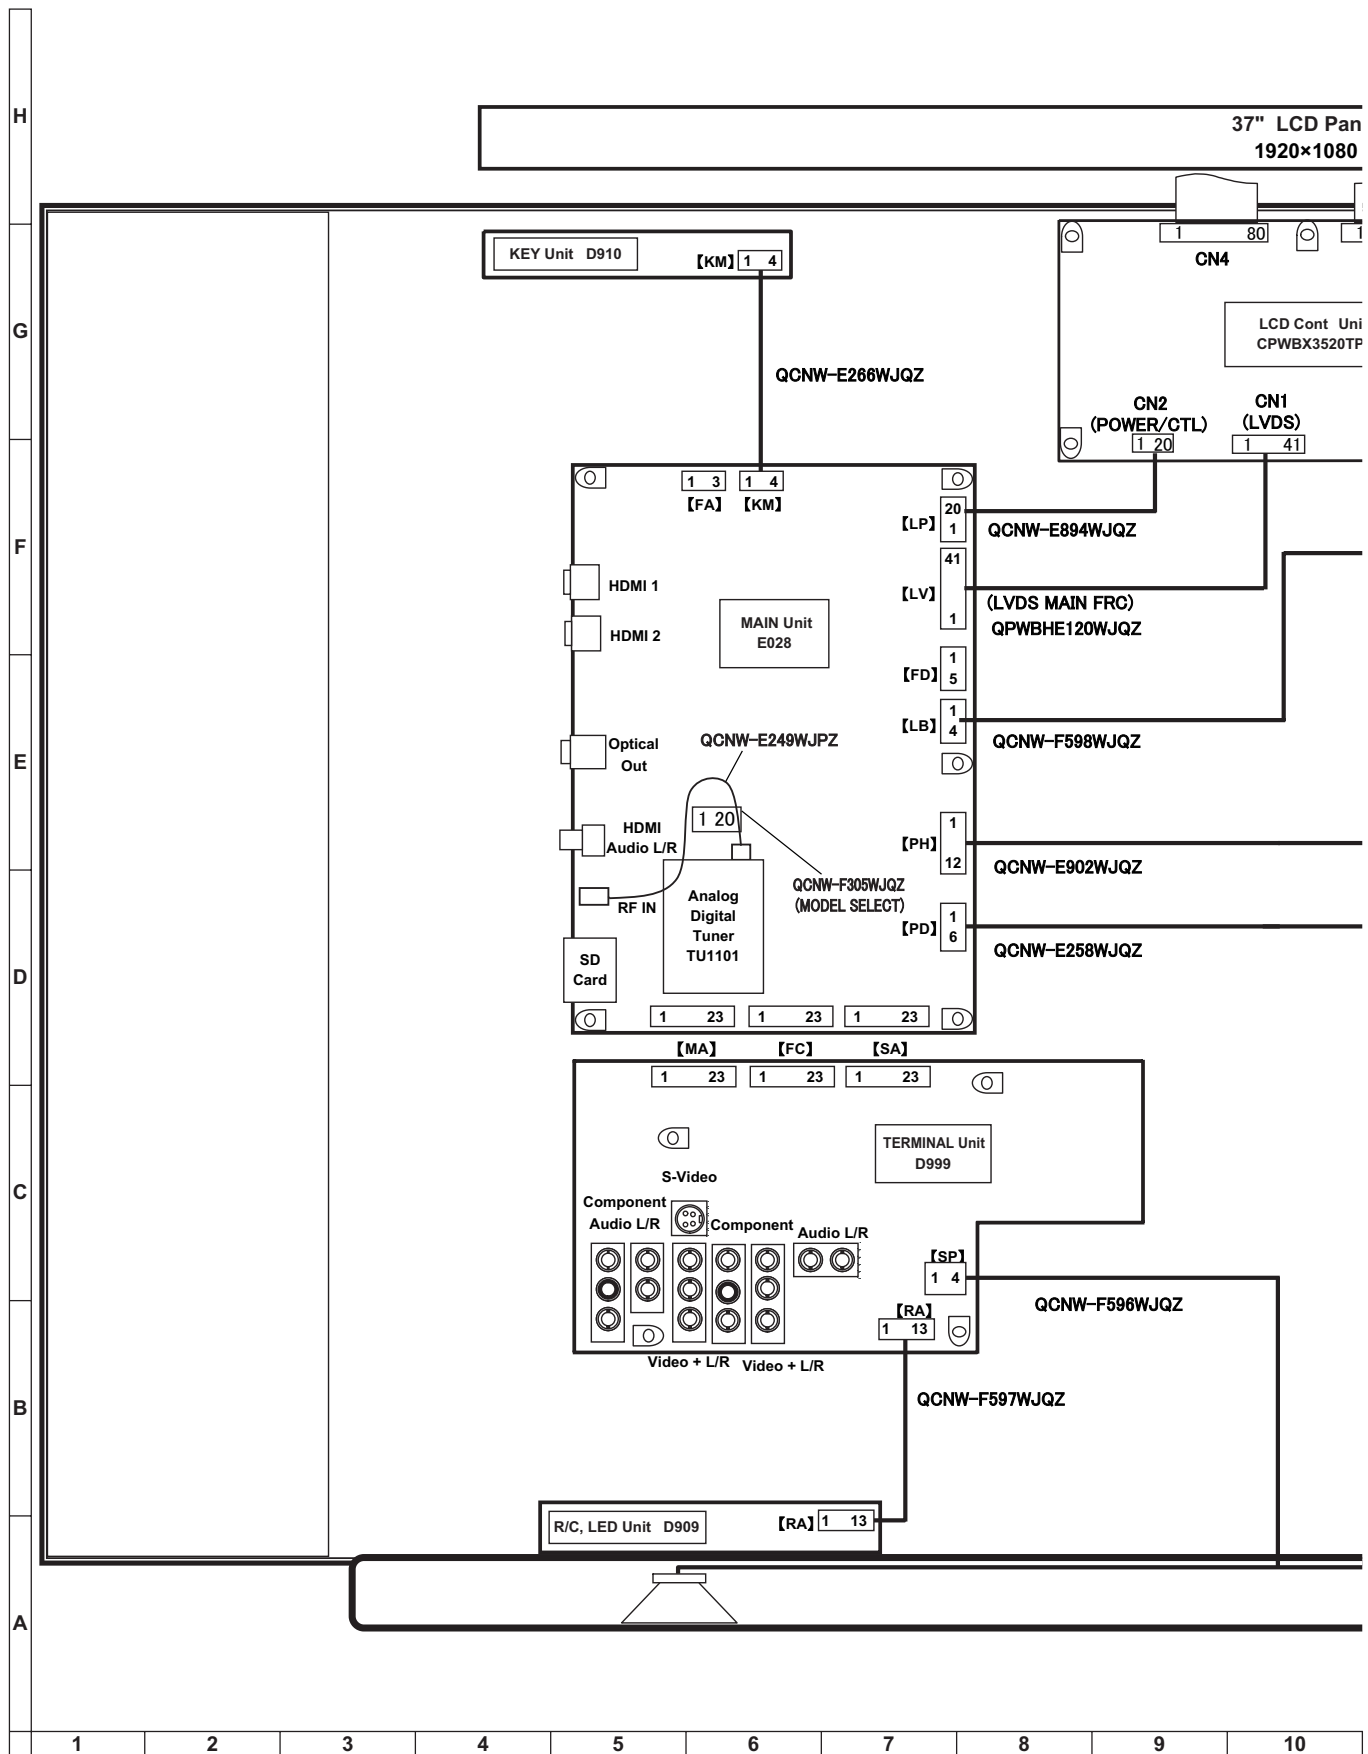 H
37" LCD Pan
1920×1080
1 80
1
CN4
KEY Unit D910
【KM】 1 4
G
LCD Cont Uni
CPWBX3520TP
QCNW-E266WJQZ
CN2
(POWER/CTL)
1 20
CN1
(LVDS)
1 41
1 3
【FA】
1 4
【KM】
F
【LP】
20
1
QCNW-E894WJQZ
HDMI 1
HDMI 2
MAIN Unit
E028
【LV】
41
1
(LVDS MAIN FRC)
QPWBHE120WJQZ
【FD】
1
5
【LB】
1
4
QCNW-F598WJQZ
E
Optical
Out
QCNW-E249WJPZ
1 20
HDMI
Audio L/R
【PH】
1
12
QCNW-E902WJQZ
RF IN
Analog
Digital
Tuner
TU1101
QCNW-F305WJQZ
(MODEL SELECT)
【PD】
1
6
QCNW-E258WJQZ
D
SD
Card
1 23
1 23
1 23
【MA】
【FC】
【SA】
1 23
1 23
1 23
TERMINAL Unit
D999
C
S-Video
Component
Audio L/R
Component
Audio L/R
【SP】
1 4
QCNW-F596WJQZ
【RA】
1 13
Video + L/R
Video + L/R
B
QCNW-F597WJQZ
R/C, LED Unit D909
【RA】 1 13
A
1 2 3 4 5 6 7 8 9 10